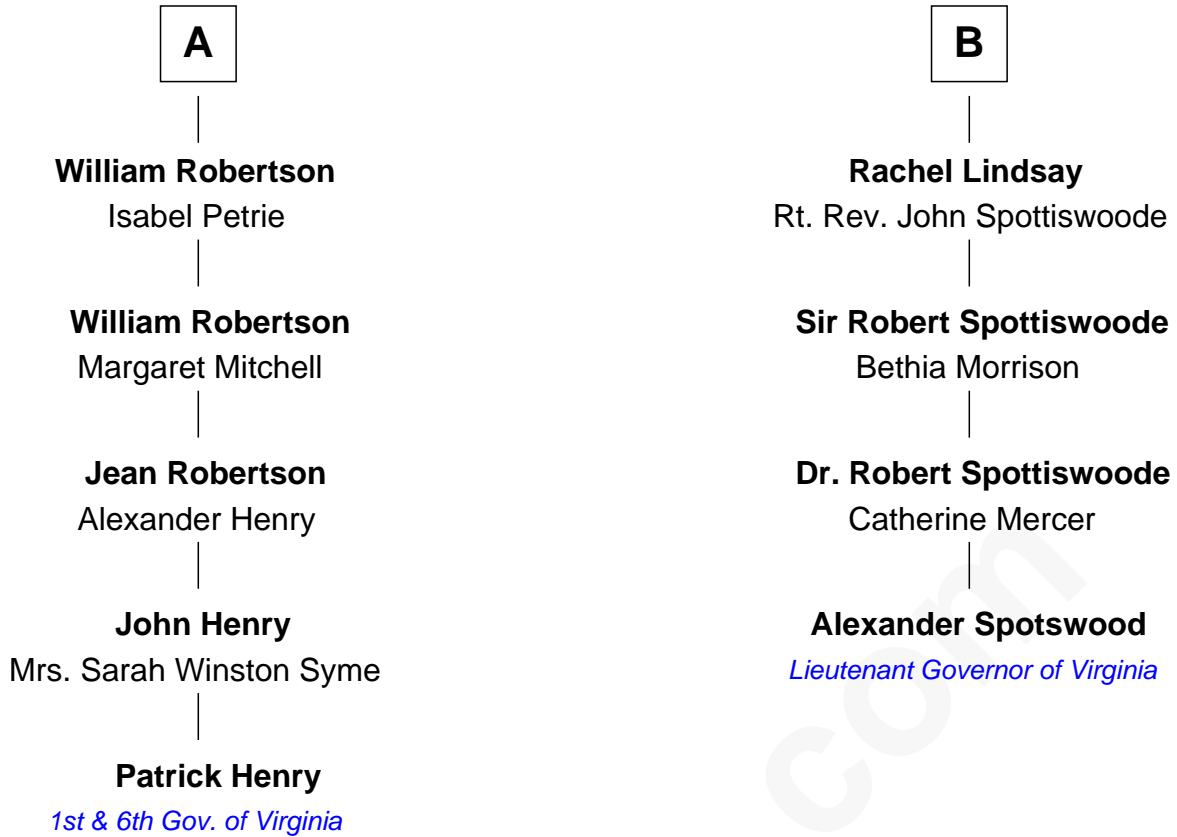 A
William Robertson
Isabel Petrie
William Robertson
Margaret Mitchell
Jean Robertson
Alexander Henry
John Henry
Mrs. Sarah Winston Syme
Patrick Henry
1st & 6th Gov. of Virginia
B
Rachel Lindsay
Rt. Rev. John Spottiswoode
Sir Robert Spottiswoode
Bethia Morrison
Dr. Robert Spottiswoode
Catherine Mercer
Alexander Spotswood
Lieutenant Governor of Virginia
com